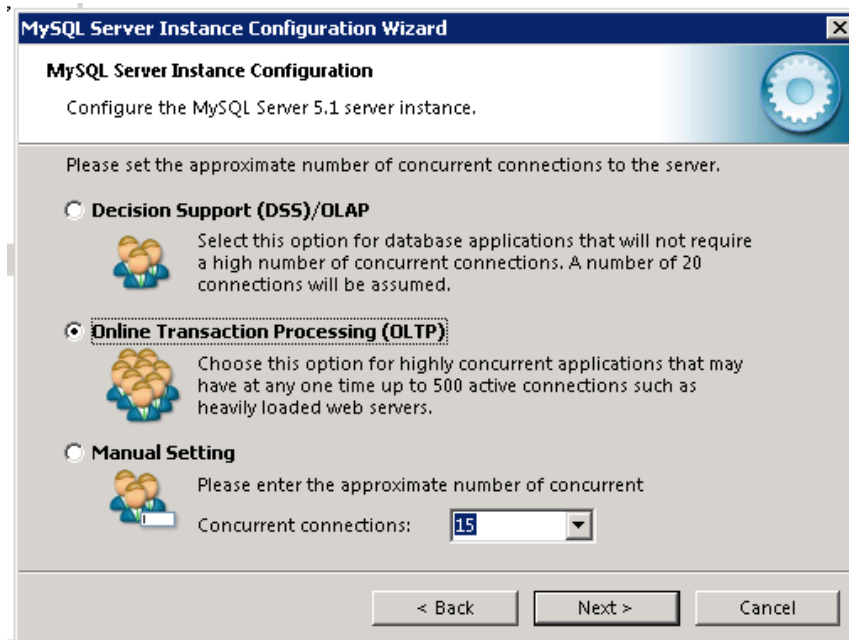 MySQL Server Instance Configuration Wizard
MySQL Server Instance Configuration
Configure the MySQL Server 5.1 server instance.
Please set the approximate number of concurrent connections to the server.
Decision Support (DSS)/OLAP
Select this option for database applications that will not require
a high number of concurrent connections. A number of 20
connections will be assumed.
Online Transaction Processing (OLTP)
Choose this option for highly concurrent applications that may
have at any one time up to 500 active connections such as
heavily loaded web servers.
Manual Setting
Please enter the approximate number of concurrent
Concurrent connections: 15
< Back Next > Cancel